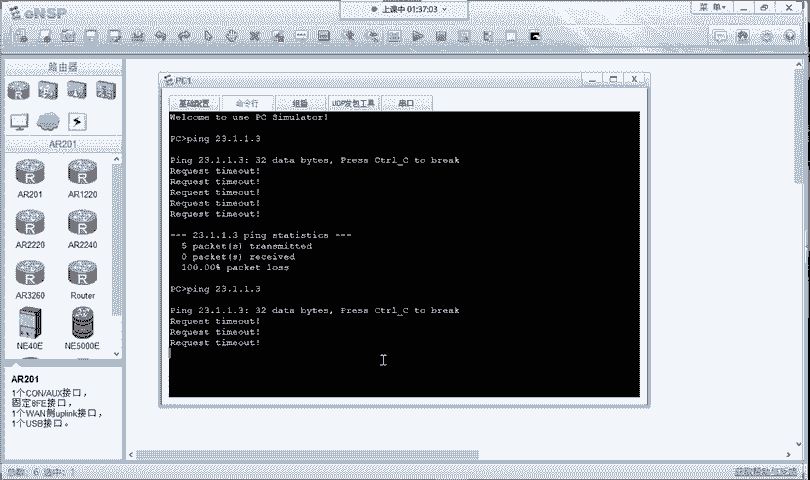 eNSP
上课中 01:37:03
菜 单
路由器
AR201
AR201
AR1220
AR2220
AR2240
AR3260
Router
NE40E
NE5000E
AR201
1个CON/AUX接口，
固定8FE接口，
1个WAN侧uplink接口，
1个USB接口。
PC1
基础配置
命令行
组播
UDP发包工具
串口
Welcome to use PC Simulator!
PC>ping 23.1.1.3
Ping 23.1.1.3: 32 data bytes, Press Ctrl_C to break
Request timeout!
Request timeout!
Request timeout!
Request timeout!
Request timeout!
--- 23.1.1.3 ping statistics ---
5 packet(s) transmitted
0 packet(s) received
100.00% packet loss
PC>ping 23.1.1.3
Ping 23.1.1.3: 32 data bytes, Press Ctrl_C to break
Request timeout!
Request timeout!
Request timeout!
总数: 6 选中: 1
获取帮助与反馈